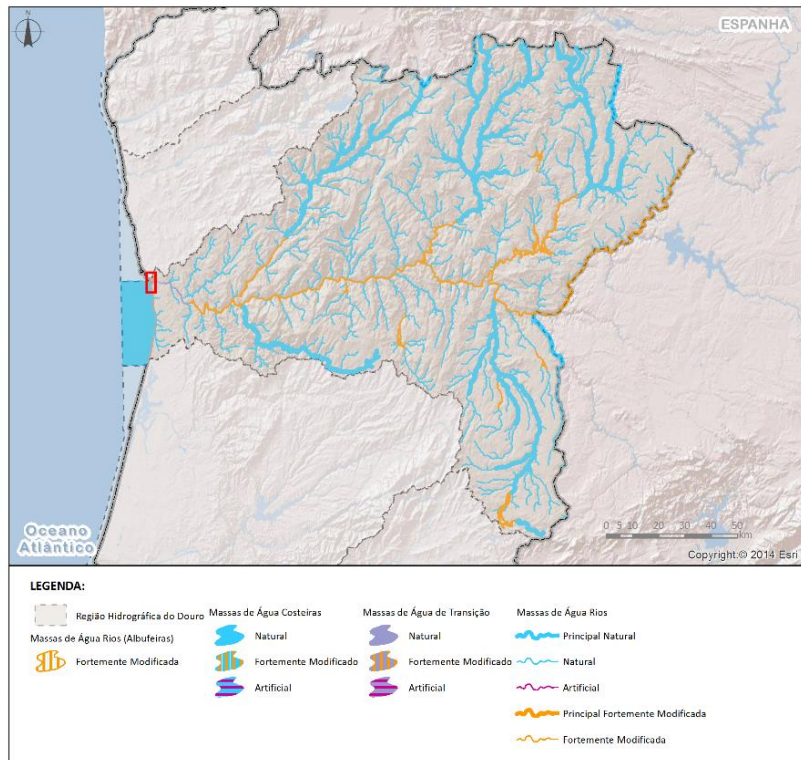 N
ESPANHA
Oceano
Atlântico
0 5 10 20 30 40 50
km
Copyright:© 2014 Esri
LEGENDA:
Região Hidrográfica do Douro
Massas de Água Rios (Albufeiras)
Fortemente Modificada
Massas de Água Costeiras
Natural
Fortemente Modificado
Artificial
Massas de Água de Transição
Natural
Fortemente Modificado
Artificial
Massas de Água Rios
Principal Natural
Natural
Artificial
Principal Fortemente Modificada
Fortemente Modificada